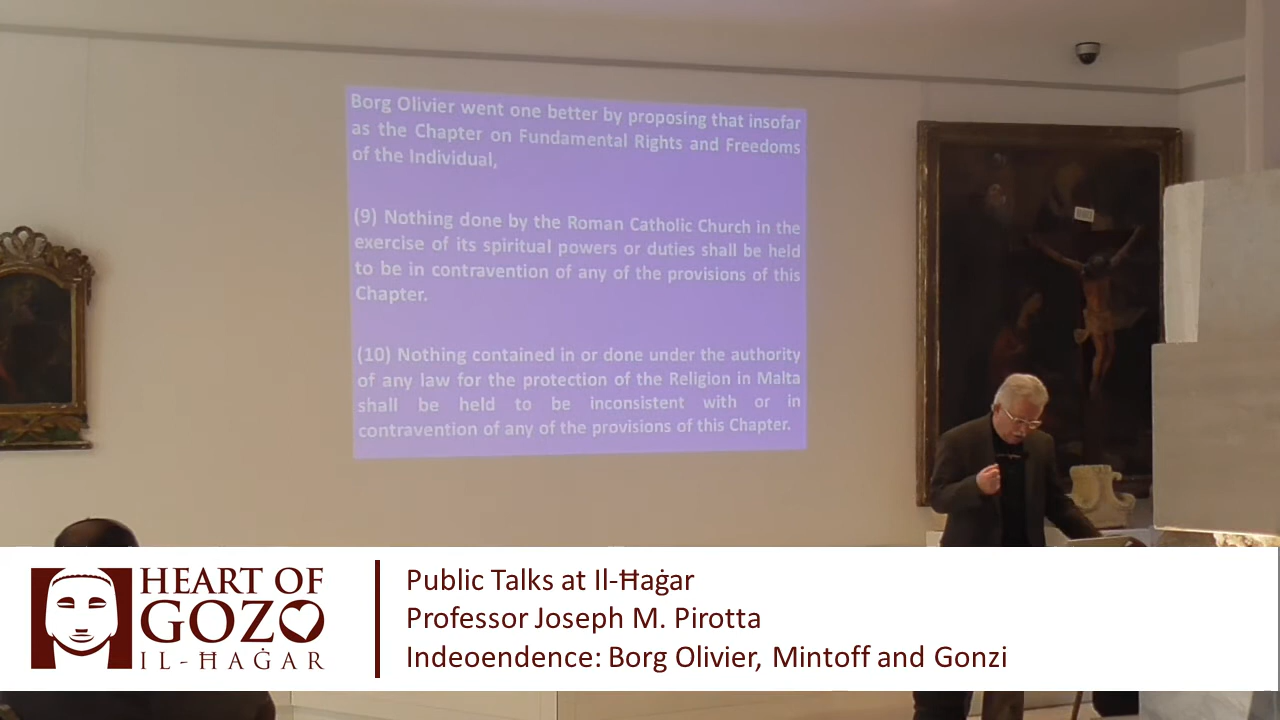 Borg Olivier went one better by proposing that insofar
as the Chapter on Fundamental Rights and Freedoms
of the Individual,
(9) Nothing done by the Roman Catholic Church in the
exercise of its spiritual powers or duties shall be held
to be in contravention of any of the provisions of this
Chapter.
(10) Nothing contained in or done under the authority
of any law for the protection of the Religion in Malta
shall be held to be inconsistent with or in
contravention of any of the provisions of this Chapter.
HEART OF
GOZO
IL-ĦAĠAR
Public Talks at Il-Ħaġar
Professor Joseph M. Pirotta
Indeoendence: Borg Olivier, Mintoff and Gonzi